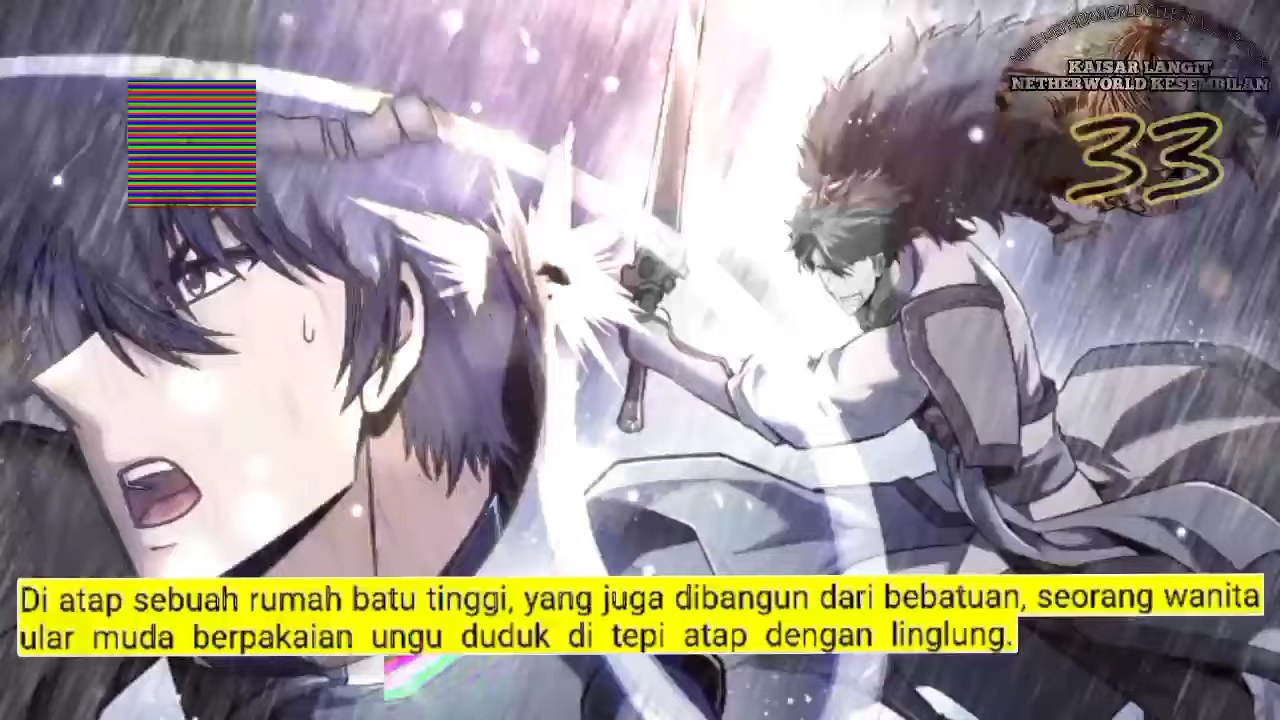 KAISAR LANGIT
NETHERWORLD KESEMBILAN
33
Di atap sebuah rumah batu tinggi, yang juga dibangun dari bebatuan, seorang wanita
ular muda berpakaian ungu duduk di tepi atap dengan linglung.